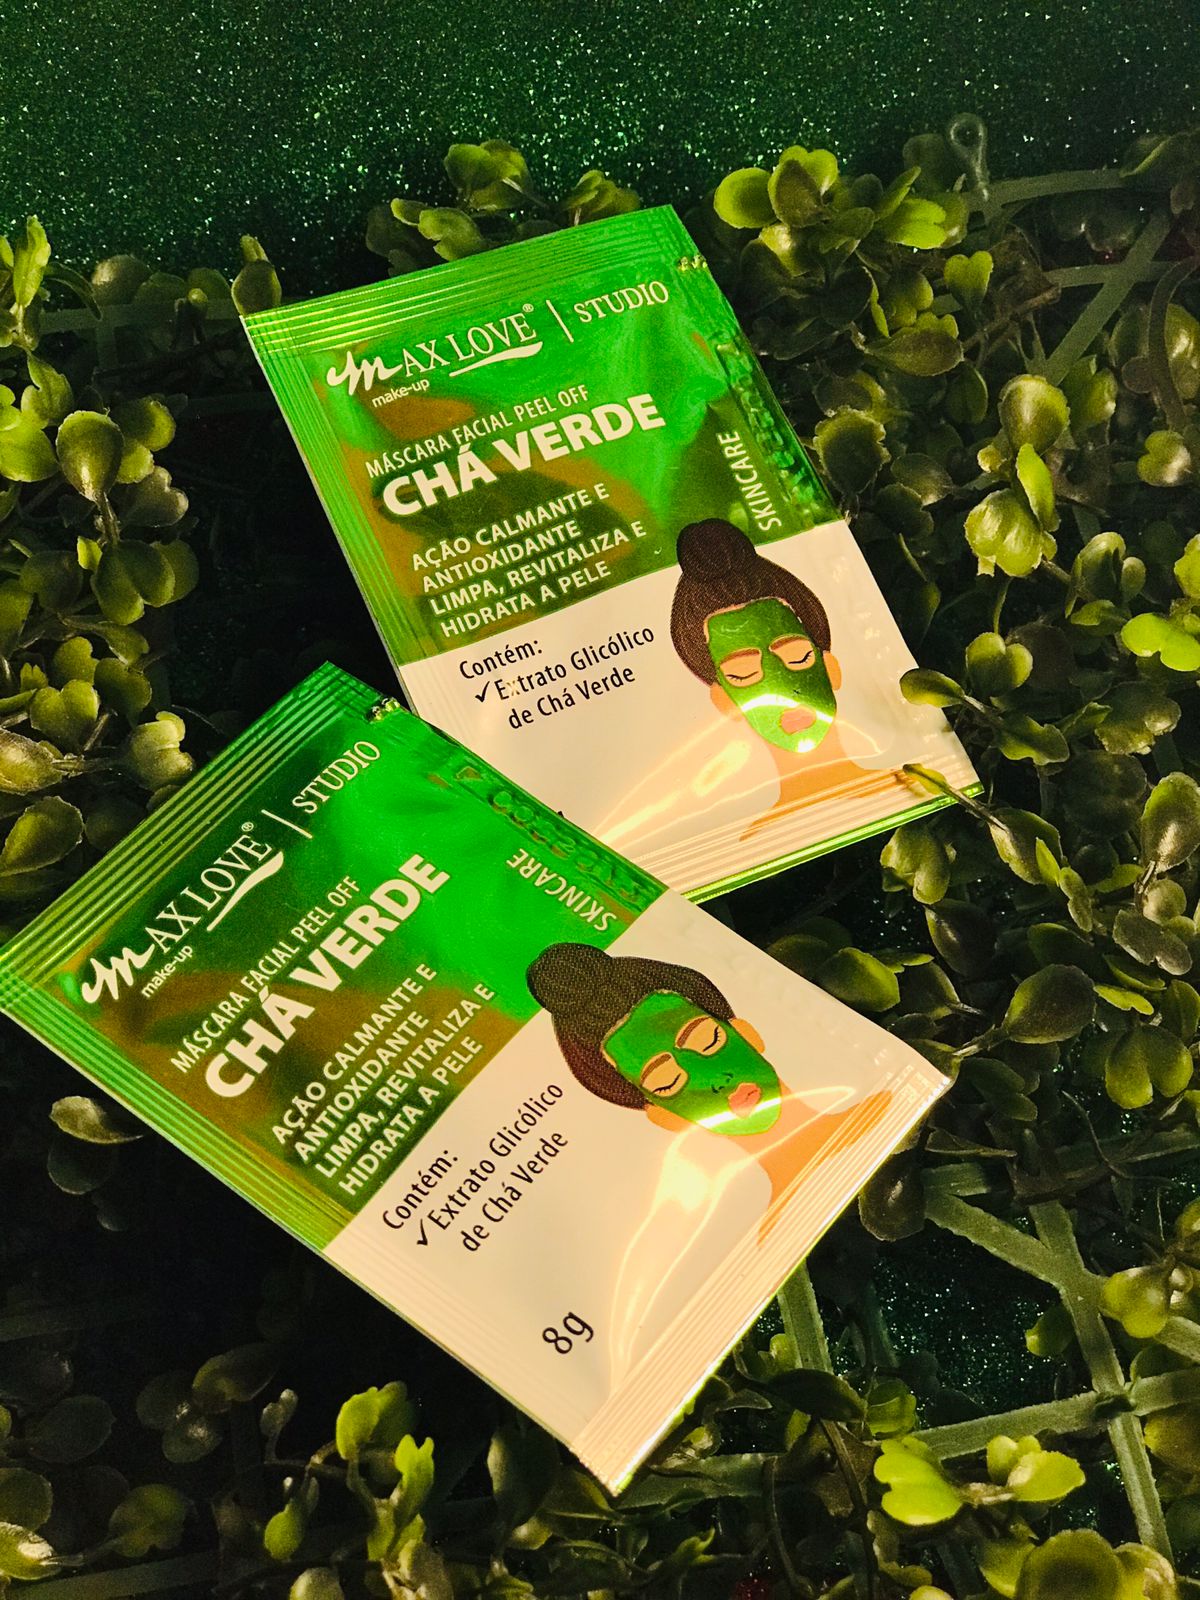 MAX LOVE® | STUDIO
make-up
MÁSCARA FACIAL PEEL OFF
CHÁ VERDE
SKINCARE
AÇÃO CALMANTE E
ANTIOXIDANTE
LIMPA, REVITALIZA E
HIDRATA A PELE
Contém:
✓Extrato Glicólico
de Chá Verde
MAX LOVE® | STUDIO
make-up
MÁSCARA FACIAL PEEL OFF
CHÁ VERDE
SKINCARE
AÇÃO CALMANTE E
ANTIOXIDANTE
LIMPA, REVITALIZA E
HIDRATA A PELE
Contém:
✓Extrato Glicólico
de Chá Verde
8g